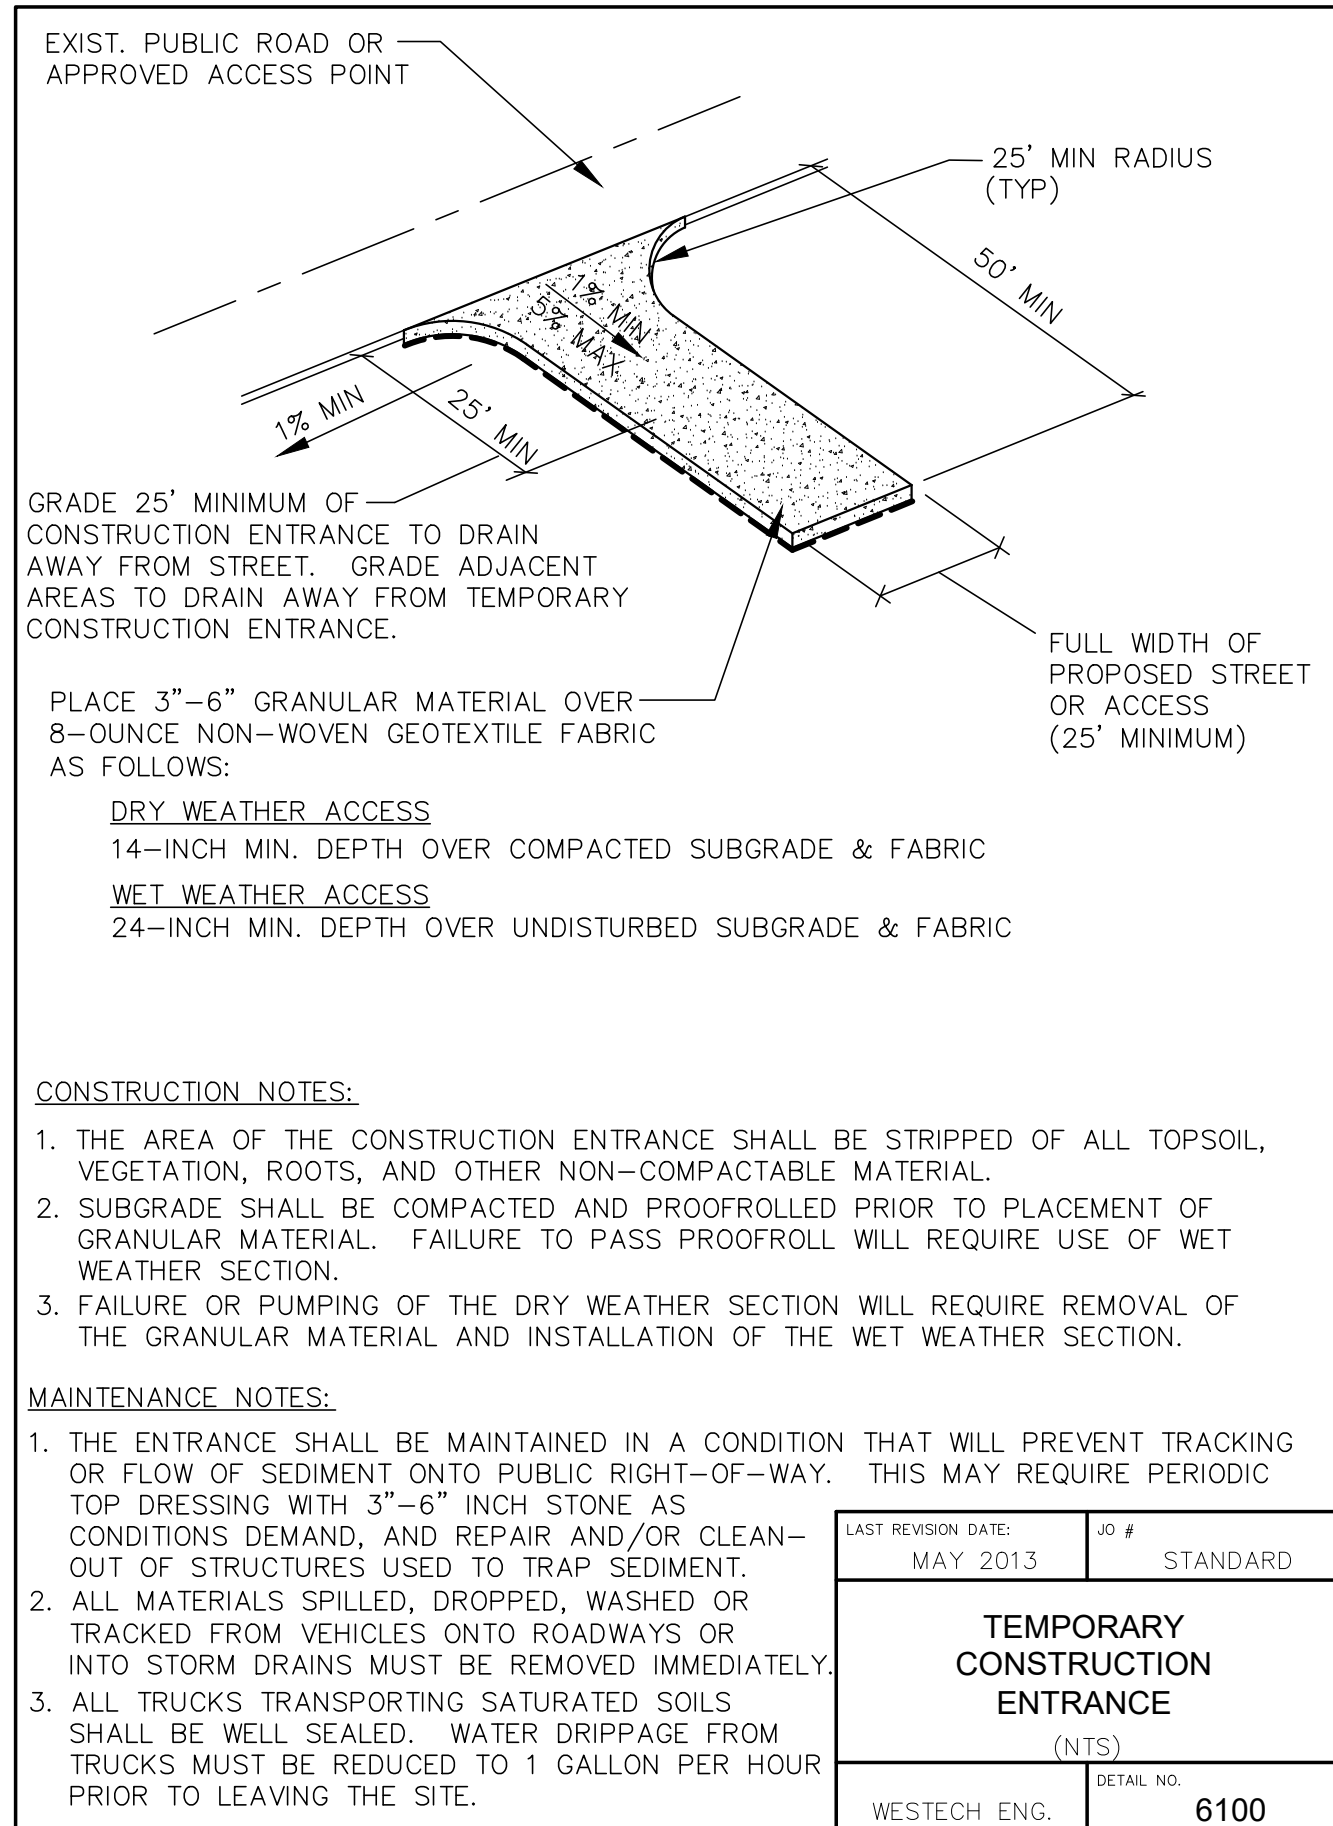 EXIST. PUBLIC ROAD OR
APPROVED ACCESS POINT
25' MIN RADIUS
(TYP)
50' MIN
1% MIN
5% MAX
1% MIN
25' MIN
GRADE 25' MINIMUM OF
CONSTRUCTION ENTRANCE TO DRAIN
AWAY FROM STREET. GRADE ADJACENT
AREAS TO DRAIN AWAY FROM TEMPORARY
CONSTRUCTION ENTRANCE.
FULL WIDTH OF
PROPOSED STREET
OR ACCESS
(25' MINIMUM)
PLACE 3"-6" GRANULAR MATERIAL OVER
8-OUNCE NON-WOVEN GEOTEXTILE FABRIC
AS FOLLOWS:
DRY WEATHER ACCESS
14-INCH MIN. DEPTH OVER COMPACTED SUBGRADE & FABRIC
WET WEATHER ACCESS
24-INCH MIN. DEPTH OVER UNDISTURBED SUBGRADE & FABRIC
CONSTRUCTION NOTES:
1. THE AREA OF THE CONSTRUCTION ENTRANCE SHALL BE STRIPPED OF ALL TOPSOIL,
VEGETATION, ROOTS, AND OTHER NON-COMPACTABLE MATERIAL.
2. SUBGRADE SHALL BE COMPACTED AND PROOFROLLED PRIOR TO PLACEMENT OF
GRANULAR MATERIAL. FAILURE TO PASS PROOFROLL WILL REQUIRE USE OF WET
WEATHER SECTION.
3. FAILURE OR PUMPING OF THE DRY WEATHER SECTION WILL REQUIRE REMOVAL OF
THE GRANULAR MATERIAL AND INSTALLATION OF THE WET WEATHER SECTION.
MAINTENANCE NOTES:
1. THE ENTRANCE SHALL BE MAINTAINED IN A CONDITION THAT WILL PREVENT TRACKING
OR FLOW OF SEDIMENT ONTO PUBLIC RIGHT-OF-WAY. THIS MAY REQUIRE PERIODIC
TOP DRESSING WITH 3"-6" INCH STONE AS
CONDITIONS DEMAND, AND REPAIR AND/OR CLEAN-
OUT OF STRUCTURES USED TO TRAP SEDIMENT.
2. ALL MATERIALS SPILLED, DROPPED, WASHED OR
TRACKED FROM VEHICLES ONTO ROADWAYS OR
INTO STORM DRAINS MUST BE REMOVED IMMEDIATELY.
3. ALL TRUCKS TRANSPORTING SATURATED SOILS
SHALL BE WELL SEALED. WATER DRIPPAGE FROM
TRUCKS MUST BE REDUCED TO 1 GALLON PER HOUR
PRIOR TO LEAVING THE SITE.
LAST REVISION DATE:
MAY 2013
JO #
STANDARD
TEMPORARY
CONSTRUCTION
ENTRANCE
(NTS)
WESTECH ENG.
DETAIL NO.
6100